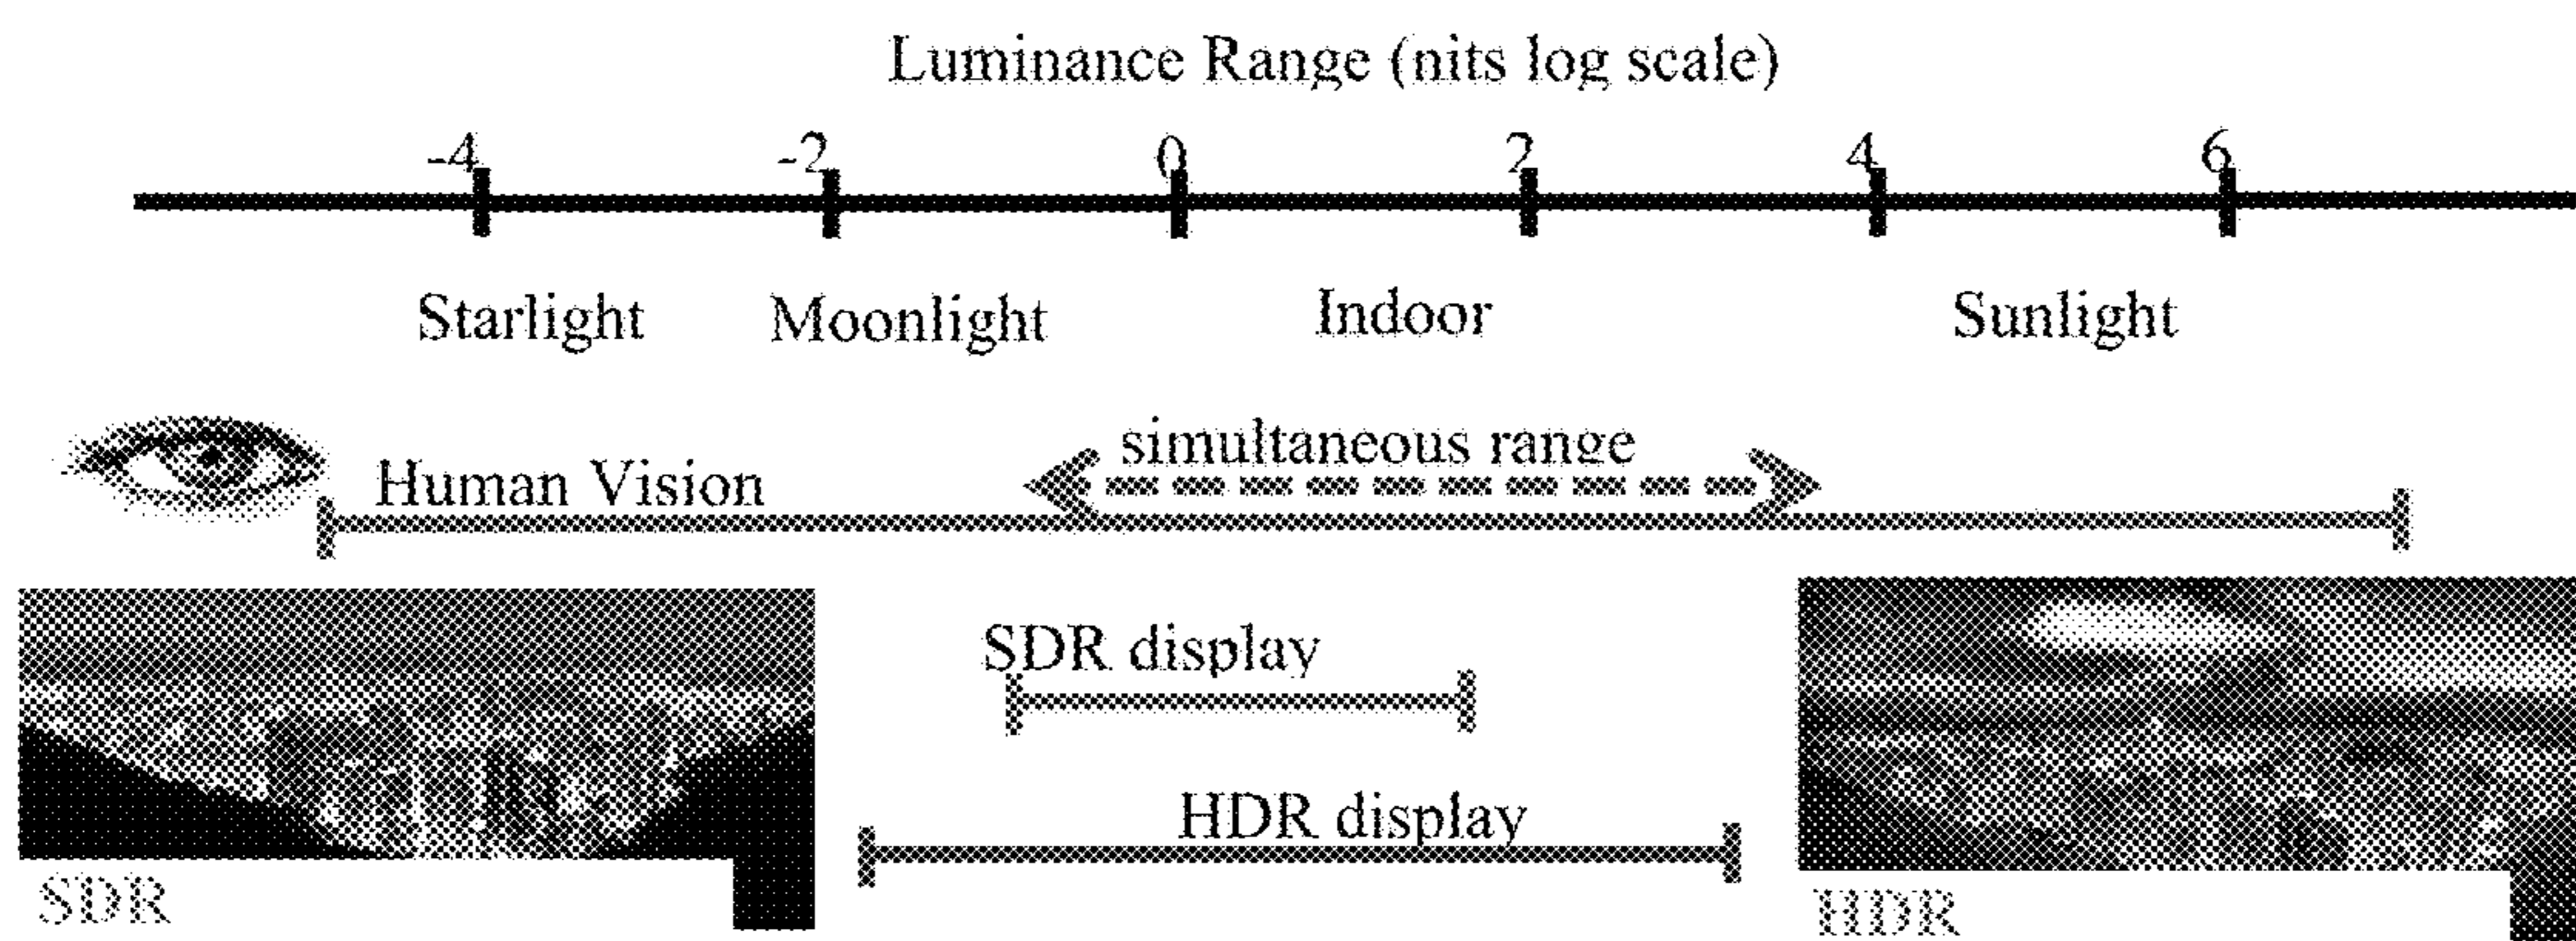 Luminance Range (nits log scale)
-4 -2 0 2 4 6
Starlight Moonlight Indoor Sunlight
simultaneous range
Human Vision
SDR display
HDR display
SDR
HDR